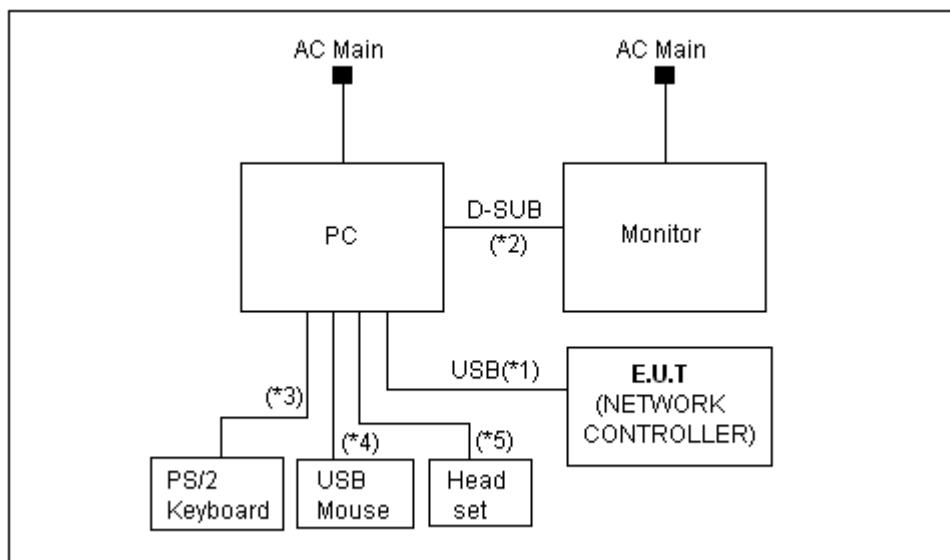 AC Main
AC Main
PC
D-SUB
(*2)
Monitor
USB(*1)
E.U.T
(NETWORK
CONTROLLER)
(*3)
(*4)
(*5)
PS/2
Keyboard
USB
Mouse
Head
set